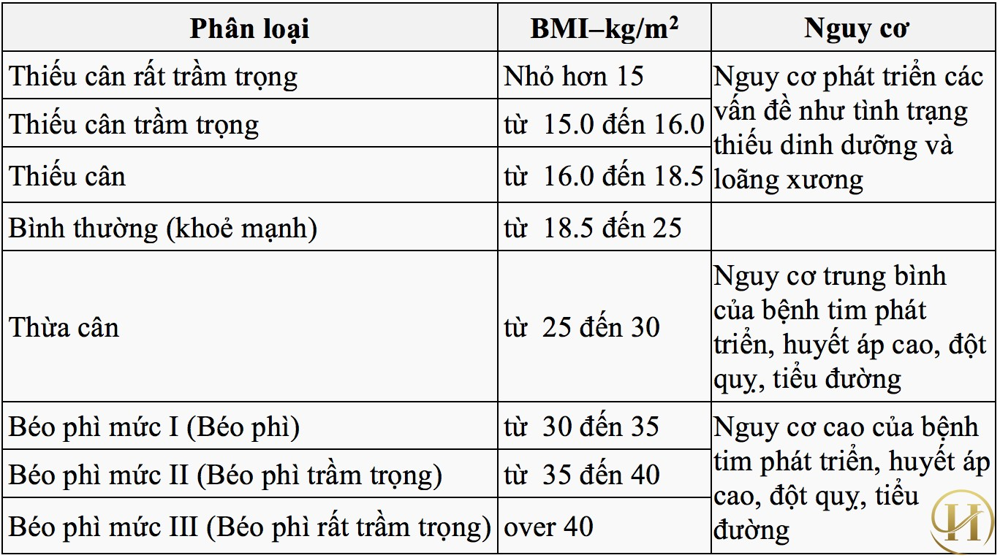 Phân loại
BMI–kg/m²
Nguy cơ
Thiếu cân rất trầm trọng
Nhỏ hơn 15
Nguy cơ phát triển các
vấn đề như tình trạng
thiếu dinh dưỡng và
loãng xương
Thiếu cân trầm trọng
từ 15.0 đến 16.0
Thiếu cân
từ 16.0 đến 18.5
Bình thường (khoẻ mạnh)
từ 18.5 đến 25
Thừa cân
từ 25 đến 30
Nguy cơ trung bình
của bệnh tim phát
triển, huyết áp cao, đột
quỵ, tiểu đường
Béo phì mức I (Béo phì)
từ 30 đến 35
Nguy cơ cao của bệnh
tim phát triển, huyết áp
cao, đột quỵ, tiểu
đường
Béo phì mức II (Béo phì trầm trọng)
từ 35 đến 40
Béo phì mức III (Béo phì rất trầm trọng)
over 40
H